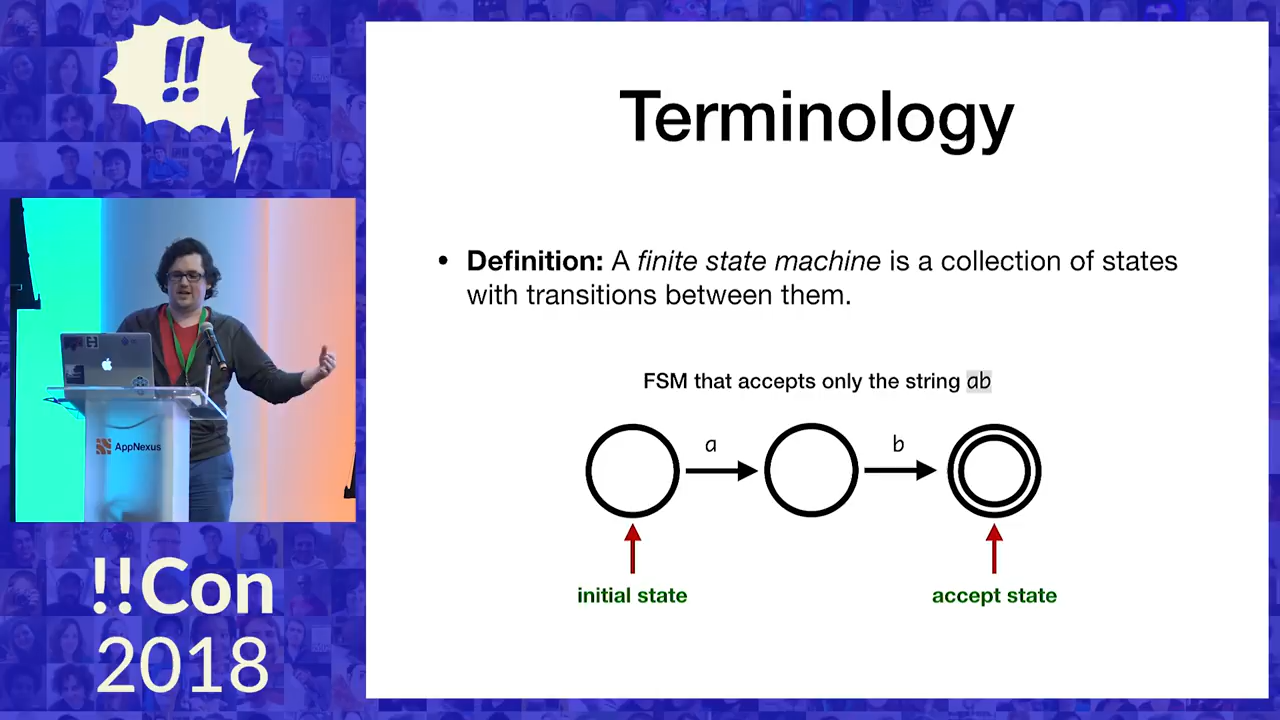 !!
Terminology
• Definition: A finite state machine is a collection of states
with transitions between them.
FSM that accepts only the string ab
a
b
initial state
accept state
AppNexus
!!Con
2018